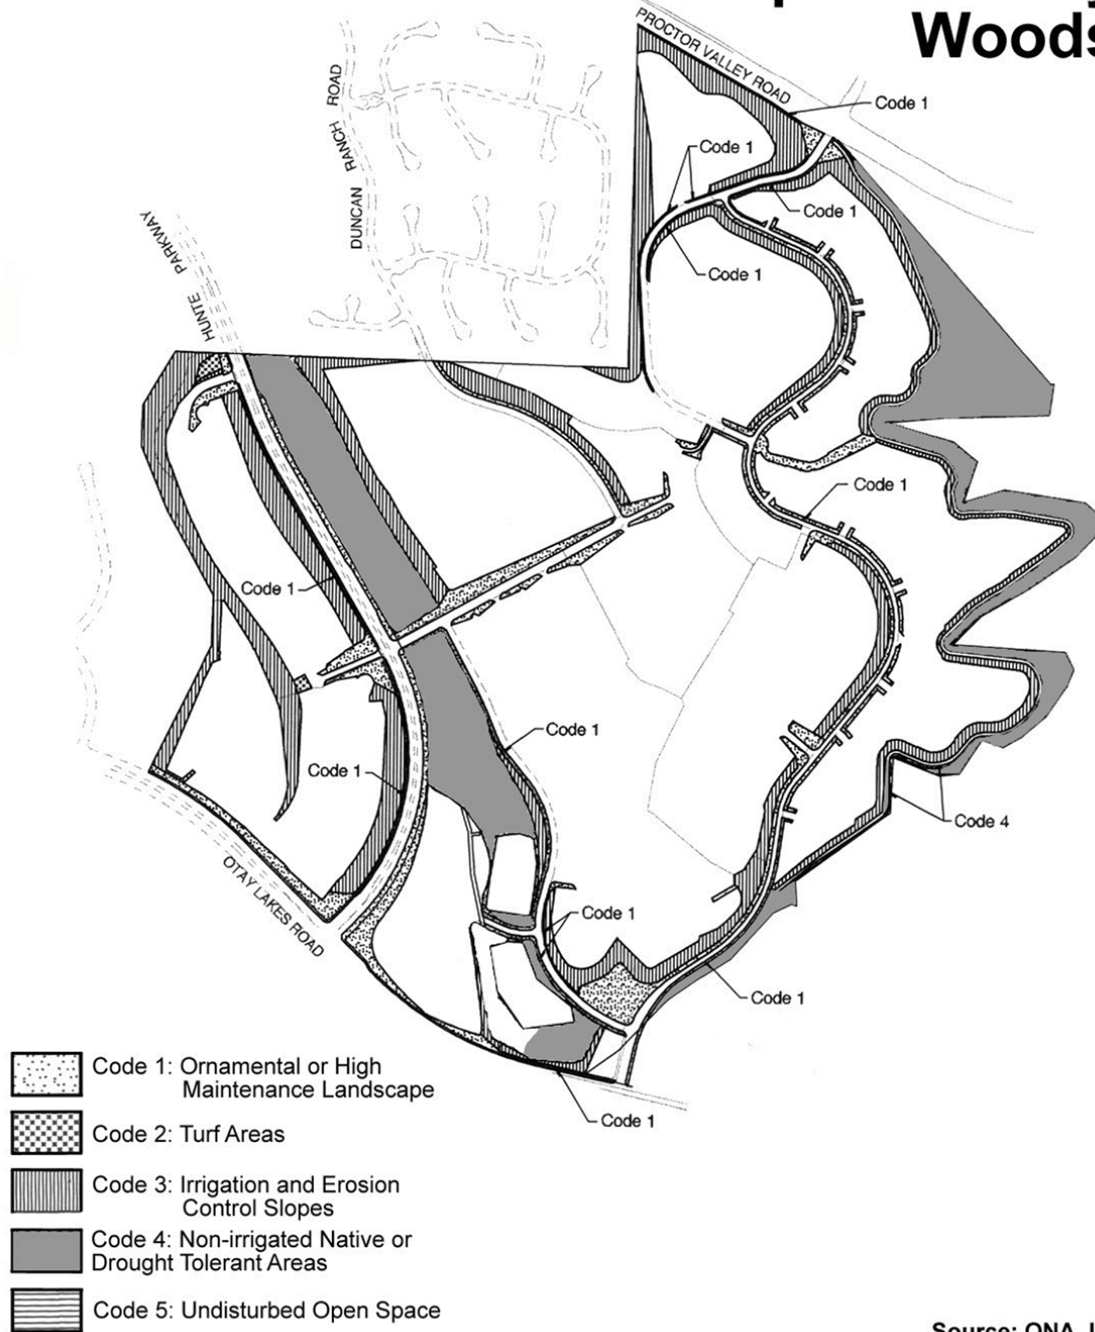 Woods
PROCTOR VALLEY ROAD
Code 1
DUNCAN RANCH ROAD
Code 1
Code 1
HUNTE PARKWAY
Code 1
Code 1
Code 1
Code 1
Code 1
Code 4
OTAY LAKES ROAD
Code 1
Code 1
Code 1
Code 1: Ornamental or High
Maintenance Landscape
Code 2: Turf Areas
Code 3: Irrigation and Erosion
Control Slopes
Code 4: Non-irrigated Native or
Drought Tolerant Areas
Code 5: Undisturbed Open Space
Source: ONA,